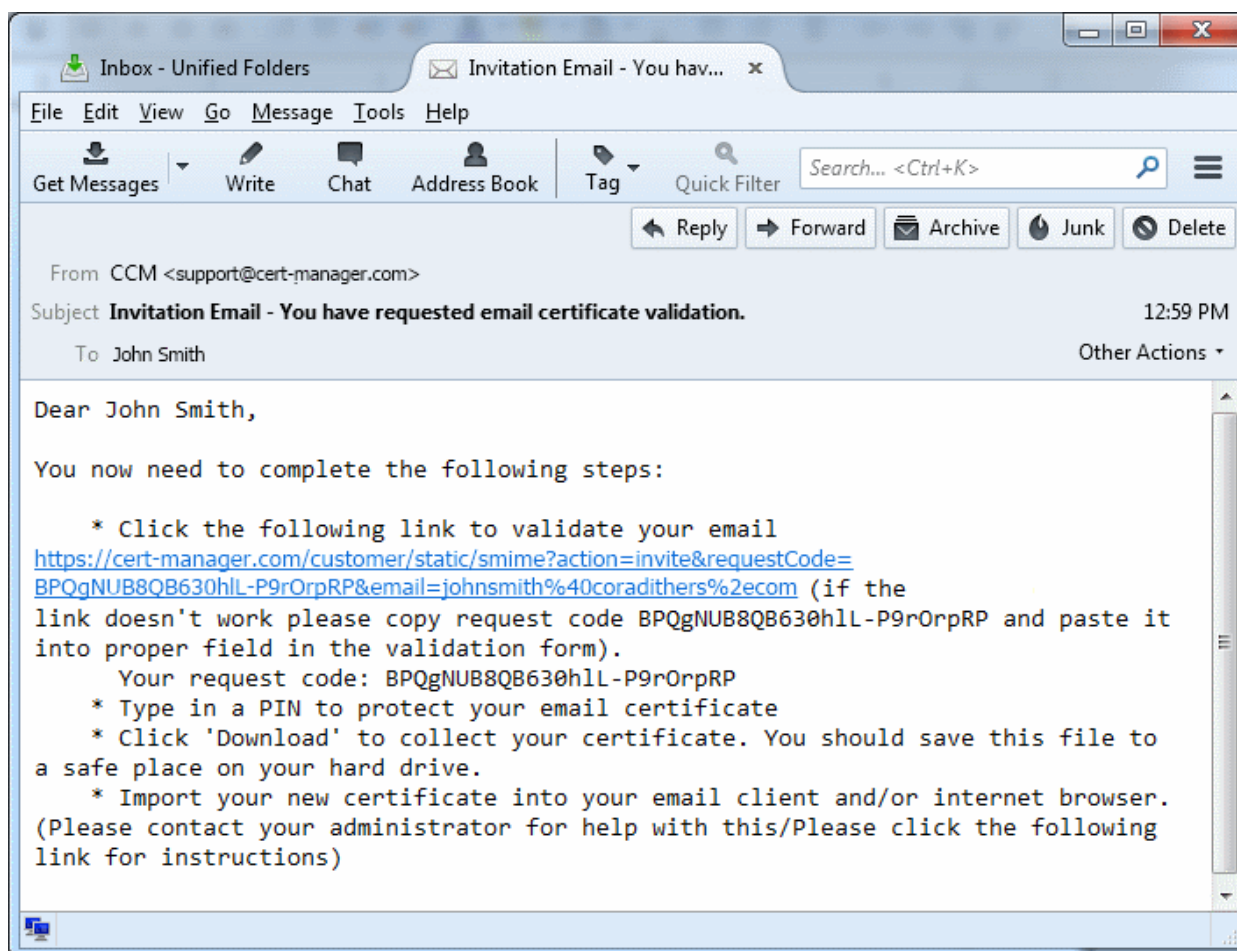 Inbox - Unified Folders
Invitation Email - You hav...
File Edit View Go Message Tools Help
Get Messages Write Chat Address Book Tag Quick Filter Search... <Ctrl+K>
Reply Forward Archive Junk Delete
From CCM <support@cert-manager.com>
Subject Invitation Email - You have requested email certificate validation. 12:59 PM
To John Smith Other Actions
Dear John Smith,
You now need to complete the following steps:
* Click the following link to validate your email
https://cert-manager.com/customer/static/smime?action=invite&requestCode=
BPQgNUB8QB630hlL-P9rOrpRP&email=johnsmith%40coradithers%2ecom (if the
link doesn't work please copy request code BPQgNUB8QB630hlL-P9rOrpRP and paste it
into proper field in the validation form).
Your request code: BPQgNUB8QB630hlL-P9rOrpRP
* Type in a PIN to protect your email certificate
* Click 'Download' to collect your certificate. You should save this file to
a safe place on your hard drive.
* Import your new certificate into your email client and/or internet browser.
(Please contact your administrator for help with this/Please click the following
link for instructions)